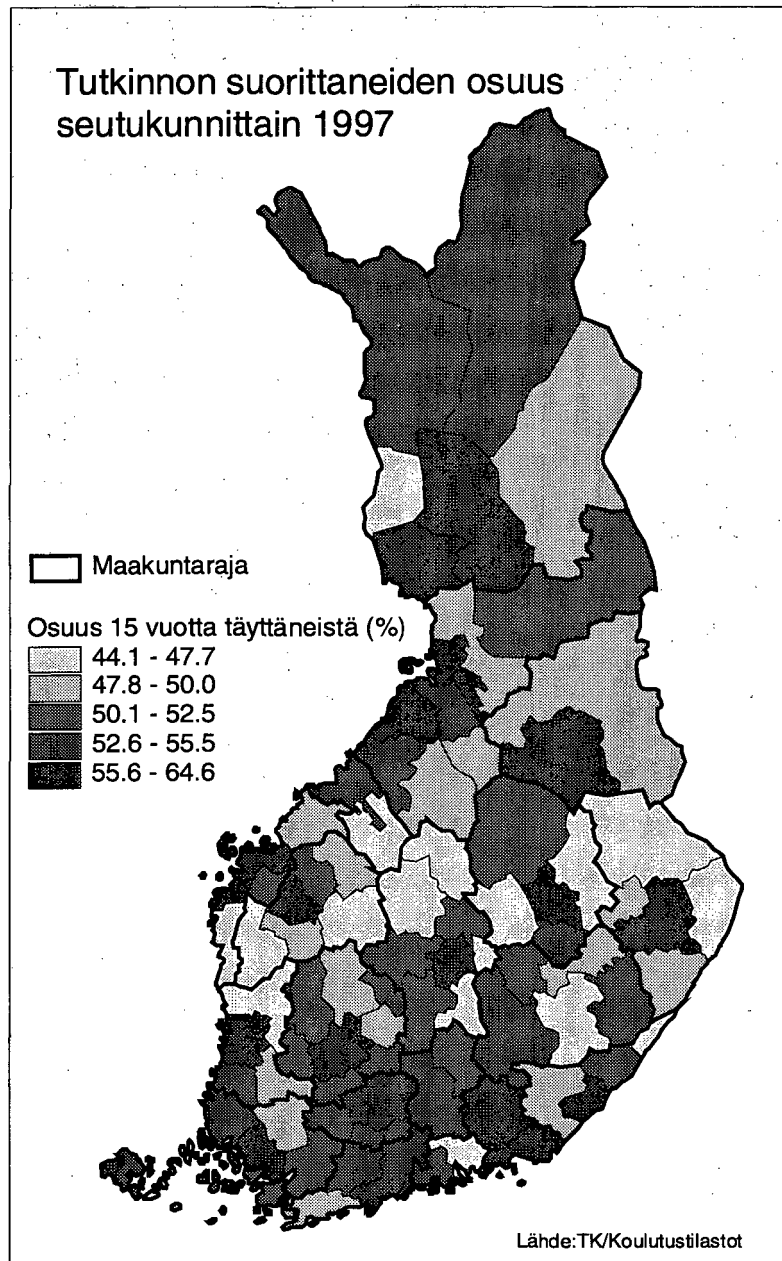 Tutkinnon suorittaneiden osuus
seutukunnittain 1997
Maakuntaraja
Osuus 15 vuotta täyttäneistä (%)
44.1 - 47.7
47.8 - 50.0
50.1 - 52.5
52.6 - 55.5
55.6 - 64.6
Lähde:TK/Koulutustilastot